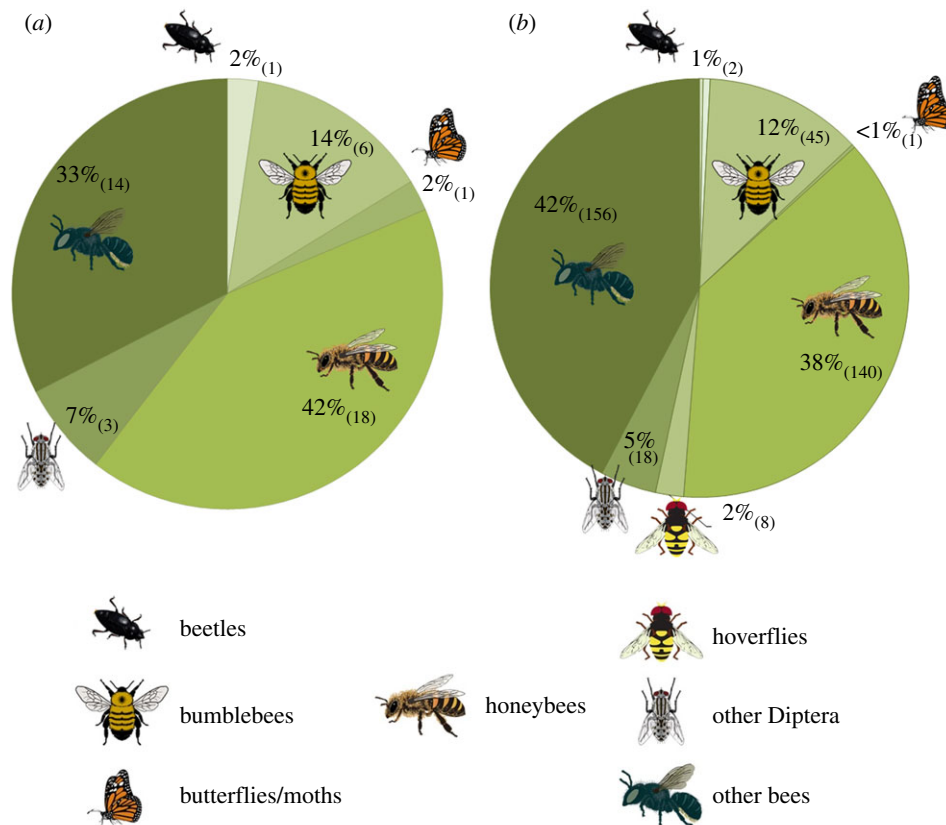 (a)
2%(1)
14%(6)
2%(1)
33%(14)
42%(18)
7%(3)
(b)
1%(2)
12%(45)
<1%(1)
42%(156)
38%(140)
5%
(18)
2%(8)
beetles
bumblebees
butterflies/moths
honeybees
hoverflies
other Diptera
other bees